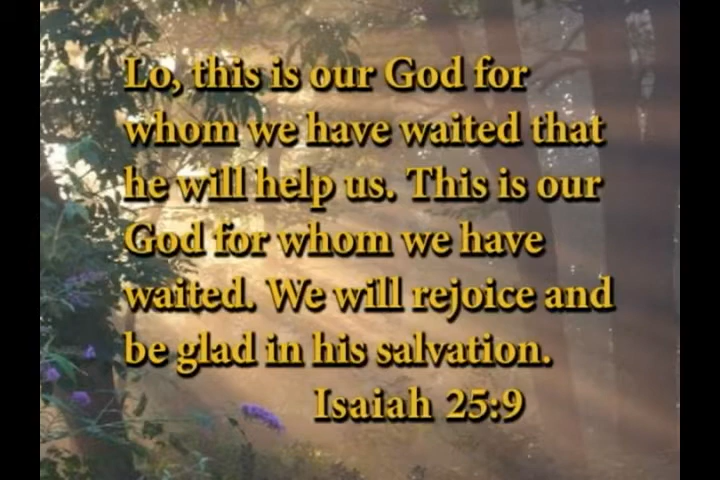 Lo, this is our God for
whom we have waited that
he will help us. This is our
God for whom we have
waited. We will rejoice and
be glad in his salvation.
Isaiah 25:9